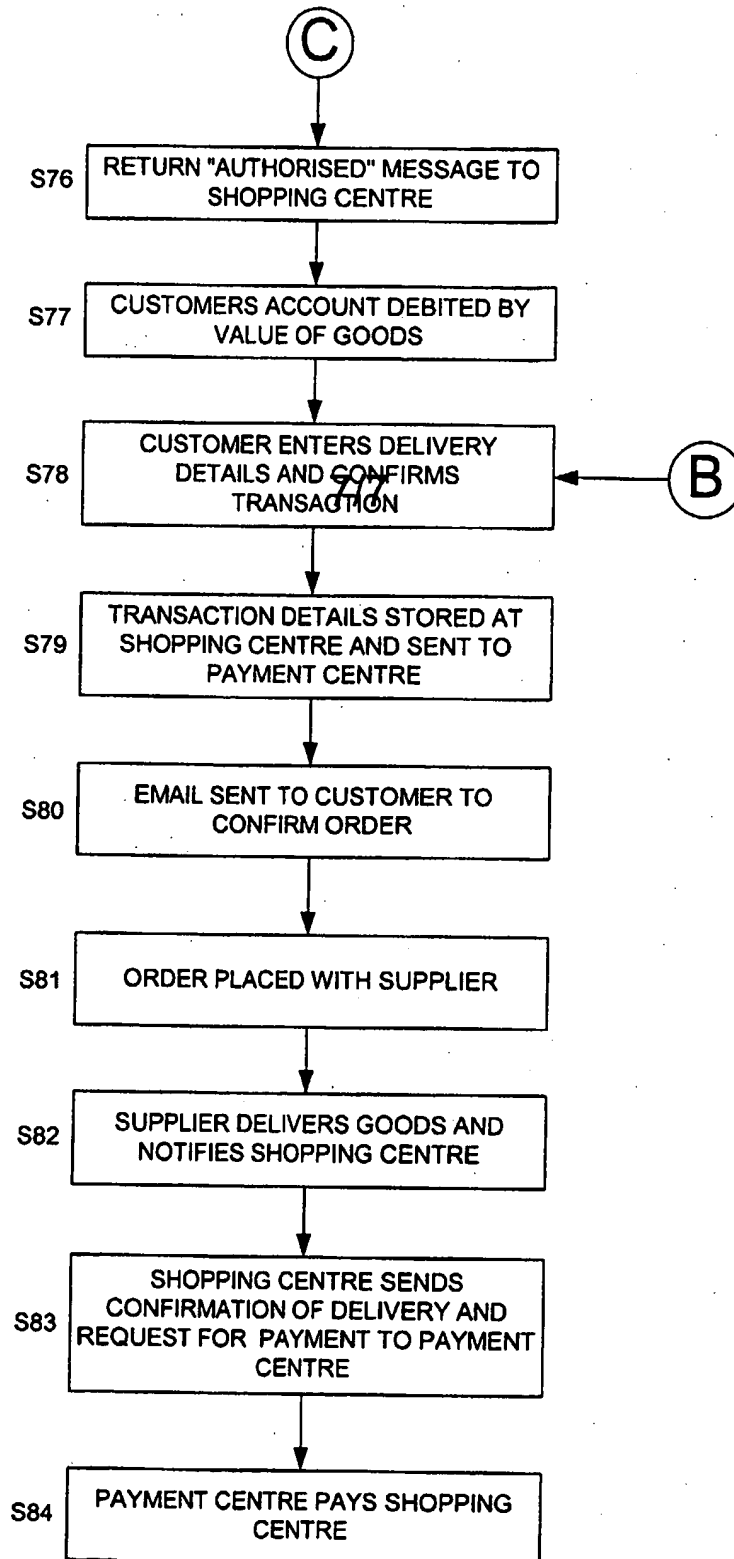 C
S76
RETURN "AUTHORISED" MESSAGE TO
SHOPPING CENTRE
S77
CUSTOMERS ACCOUNT DEBITED BY
VALUE OF GOODS
S78
CUSTOMER ENTERS DELIVERY
DETAILS AND CONFIRMS
TRANSACTION
7/7
B
S79
TRANSACTION DETAILS STORED AT
SHOPPING CENTRE AND SENT TO
PAYMENT CENTRE
S80
EMAIL SENT TO CUSTOMER TO
CONFIRM ORDER
S81
ORDER PLACED WITH SUPPLIER
S82
SUPPLIER DELIVERS GOODS AND
NOTIFIES SHOPPING CENTRE
S83
SHOPPING CENTRE SENDS
CONFIRMATION OF DELIVERY AND
REQUEST FOR PAYMENT TO PAYMENT
CENTRE
S84
PAYMENT CENTRE PAYS SHOPPING
CENTRE